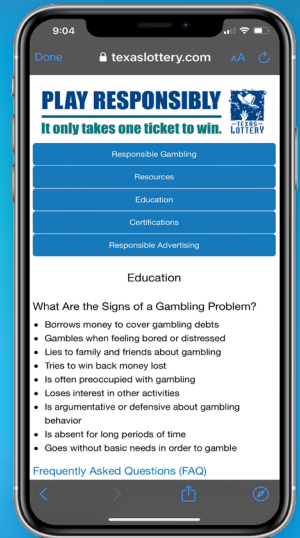 9:04
Done
texaslottery.com
AA
PLAY RESPONSIBLY
It only takes one ticket to win.
TEXAS
LOTTERY
Responsible Gambling
Resources
Education
Certifications
Responsible Advertising
Education
What Are the Signs of a Gambling Problem?
• Borrows money to cover gambling debts
• Gambles when feeling bored or distressed
• Lies to family and friends about gambling
• Tries to win back money lost
• Is often preoccupied with gambling
• Loses interest in other activities
• Is argumentative or defensive about gambling
behavior
• Is absent for long periods of time
• Goes without basic needs in order to gamble
Frequently Asked Questions (FAQ)